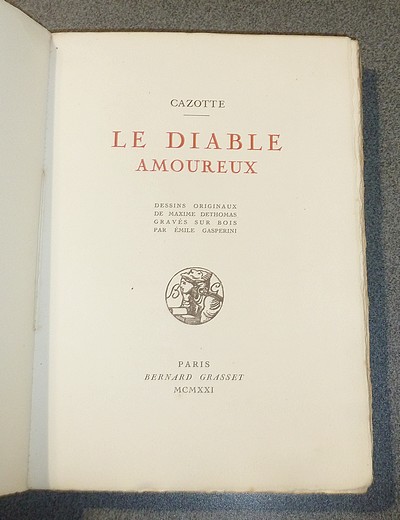 CAZOTTE
LE DIABLE
AMOUREUX
DESSINS ORIGINAUX
DE MAXIME DETHOMAS
GRAVÉS SUR BOIS
PAR ÉMILE GASPERINI
B G
PARIS
BERNARD GRASSET
MCMXXI